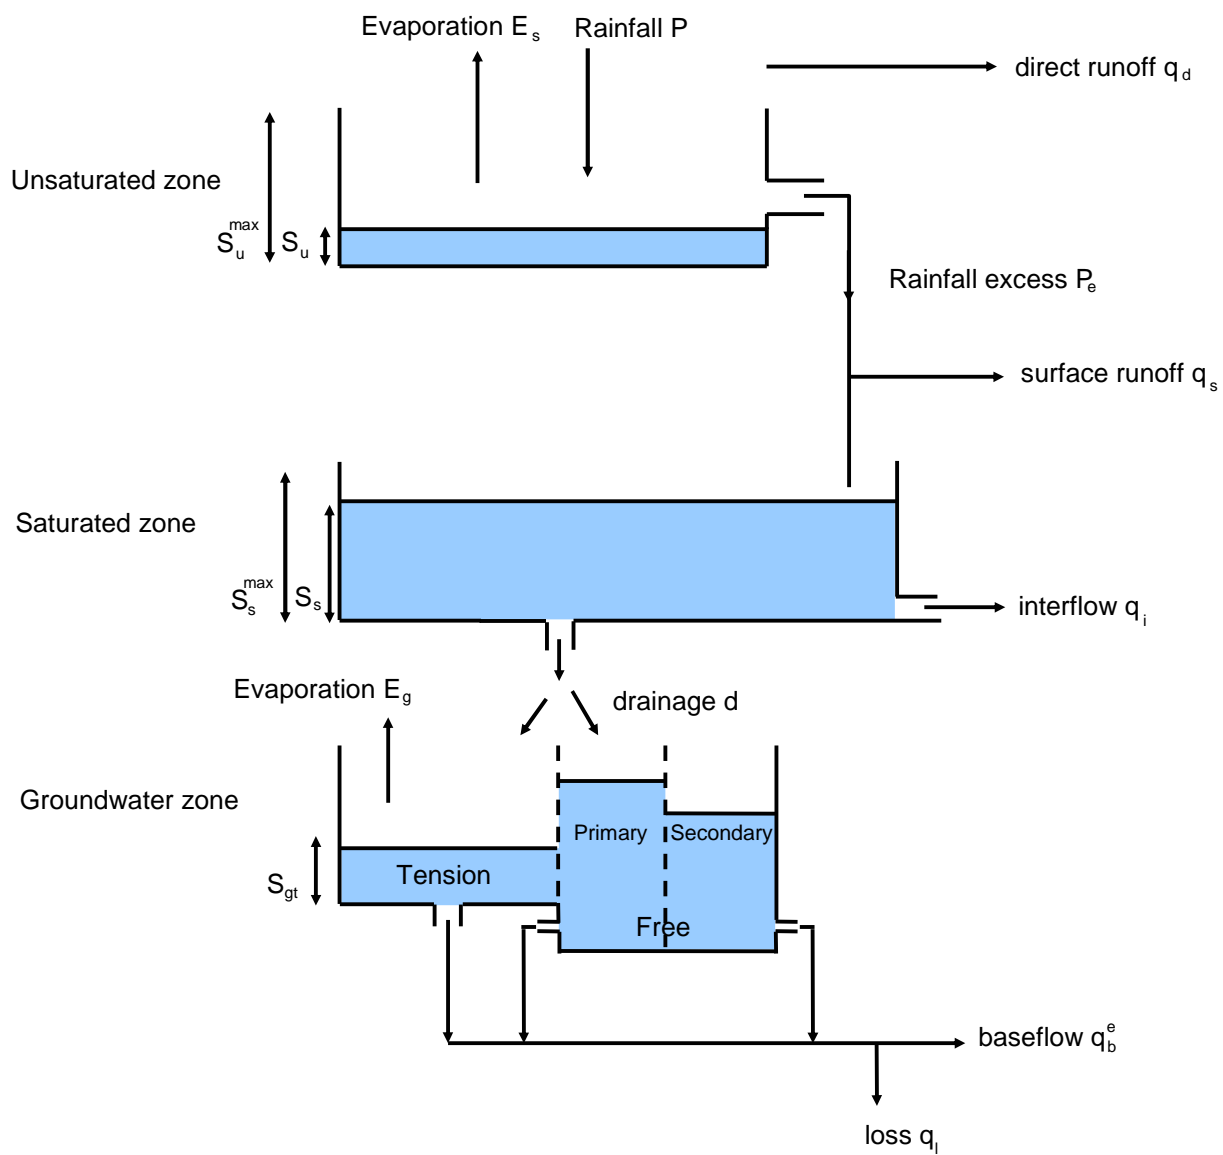 Evaporation E s
Rainfall P
direct runoff q d
Unsaturated zone
S u max
S u
Rainfall excess P e
surface runoff q s
Saturated zone
S s max
S s
interflow q i
Evaporation E g
drainage d
Groundwater zone
Primary
Secondary
S gt
Tension
Free
baseflow q b e
loss q l